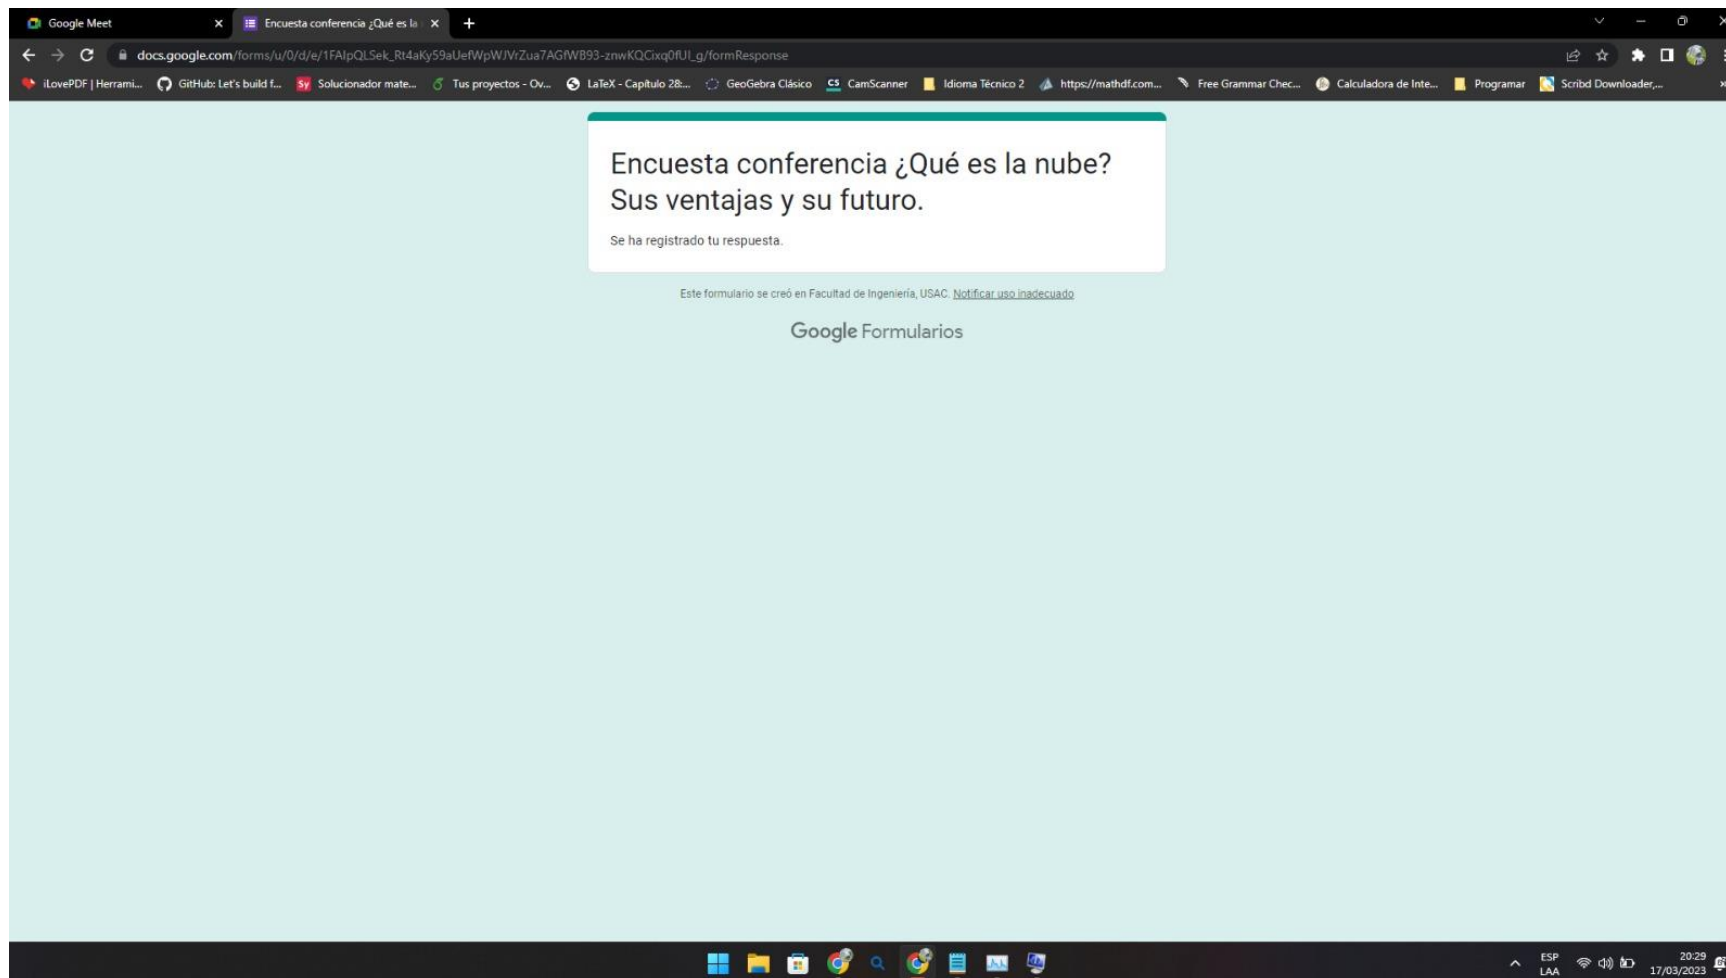 Google Meet
Encuesta conferencia ¿Qué es la
docs.google.com/forms/u/0/d/e/1FAIpQLSek_Rt4aKy59aUefWpWJVrZua7AGfWB93-znwKQCixq0fUI_g/formResponse
iLovePDF | Herrami... GitHub: Let's build f... Sy Solucionador mate... Tus proyectos - Ov... LaTeX - Capítulo 28:... GeoGebra Clásico CS CamScanner Idioma Técnico 2 https://mathdf.com... Free Grammar Chec... Calculadora de Inte... Programar Scribd Downloader,... »
Encuesta conferencia ¿Qué es la nube?
Sus ventajas y su futuro.
Se ha registrado tu respuesta.
Este formulario se creó en Facultad de Ingeniería, USAC. Notificar uso inadecuado
Google Formularios
ESP 20:29
LAA 17/03/2023